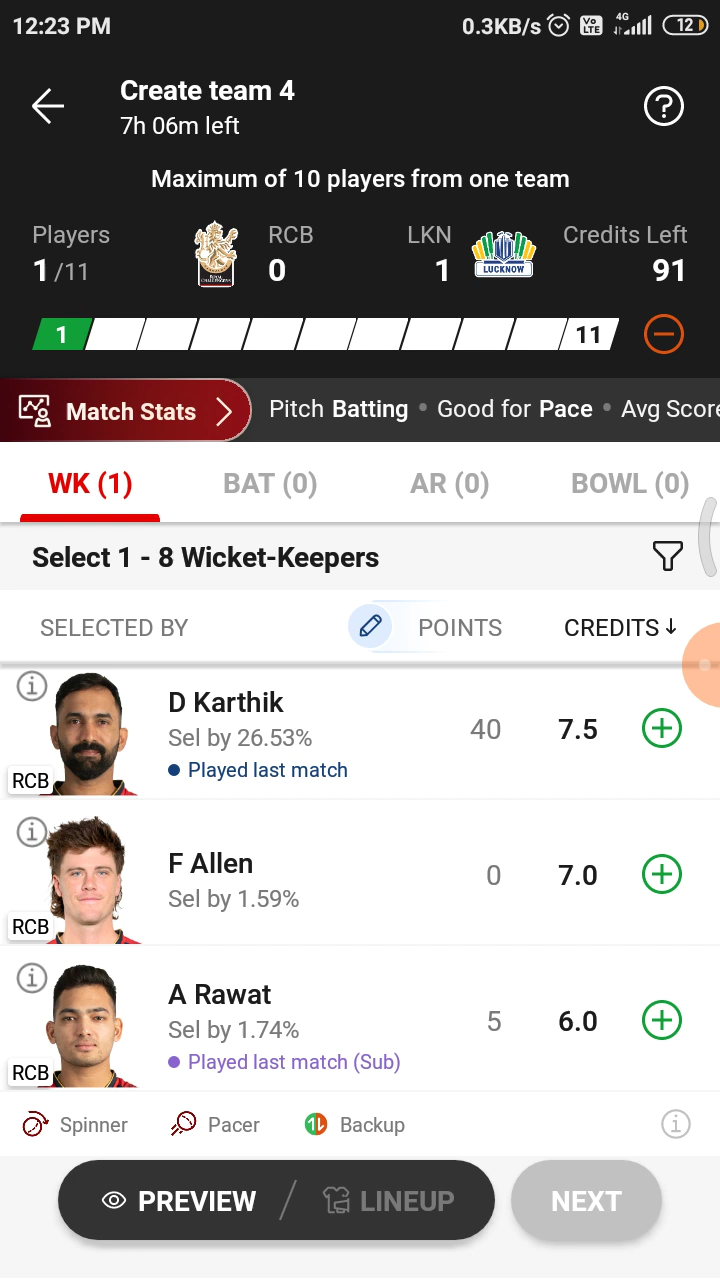 12:23 PM
0.3KB/s
Vo LTE
4G
12
Create team 4
7h 06m left
?
Maximum of 10 players from one team
Players
1/11
RCB
0
LKN
1
LUCKNOW
Credits Left
91
1
11
Match Stats
Pitch Batting • Good for Pace • Avg Score
WK (1)
BAT (0)
AR (0)
BOWL (0)
Select 1 - 8 Wicket-Keepers
SELECTED BY
POINTS
CREDITS↓
D Karthik
Sel by 26.53%
Played last match
RCB
40
7.5
F Allen
Sel by 1.59%
RCB
0
7.0
A Rawat
Sel by 1.74%
Played last match (Sub)
RCB
5
6.0
Spinner
Pacer
Backup
PREVIEW
LINEUP
NEXT